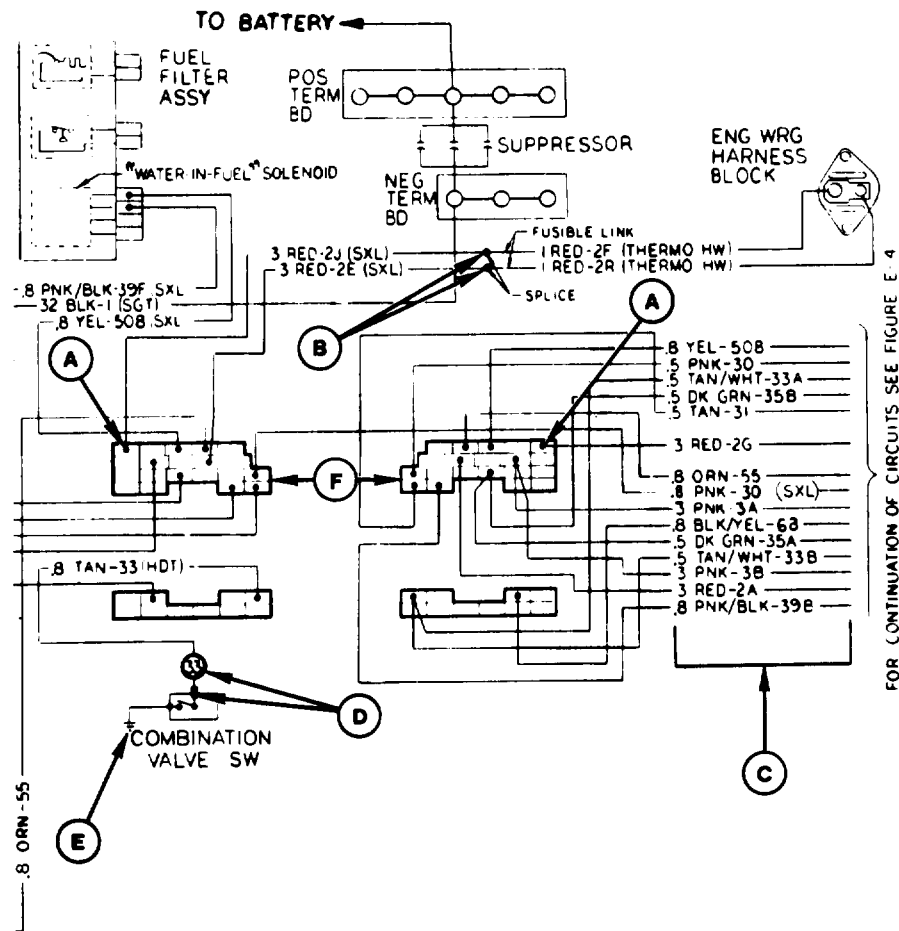 TO BATTERY
FUEL
FILTER
ASSY
POS
TERM
BD
SUPPRESSOR
ENG WRG
HARNESS
BLOCK
"WATER-IN-FUEL" SOLENOID
NEG
TERM
BD
FUSIBLE LINK
3 RED-2J (SXL)
1 RED-2F (THERMO HW)
3 RED-2E (SXL)
1 RED-2R (THERMO HW)
SPLICE
.8 PNK/BLK-39F SXL
32 BLK-1 (SGT)
.8 YEL-508 SXL
A
B
A
.8 YEL-508
.5 PNK-30
.5 TAN/WHT-33A
.5 DK GRN-35B
.5 TAN-31
3 RED-2G
F
.8 ORN-55
.8 PNK-30 (SXL)
3 PNK-3A
.8 BLK/YEL-68
.5 DK GRN-35A
.5 TAN/WHT-33B
3 PNK-3B
3 RED-2A
.8 PNK/BLK-39B
FOR CONTINUATION OF CIRCUITS SEE FIGURE E-4
.8 TAN-33 (HDT)
D
COMBINATION
VALVE SW
C
E
.8 ORN-55